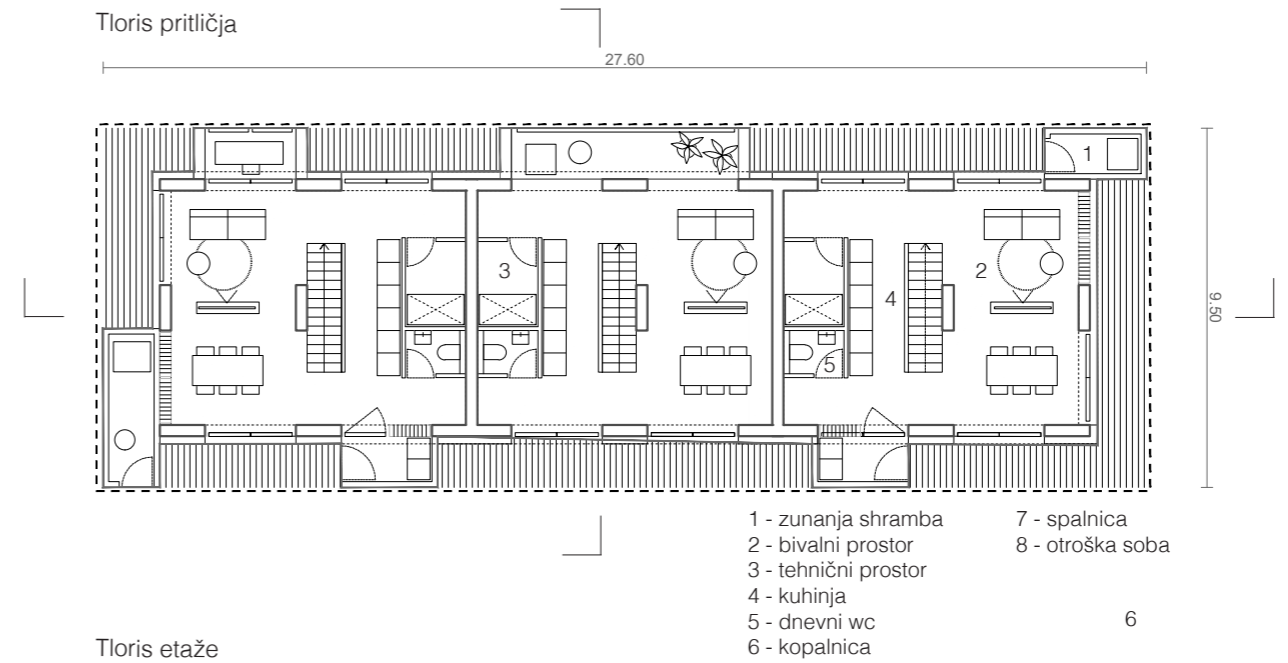 Tloris pritličja
27.60
1
3
2
4
9.50
5
1 - zunanja shramba
2 - bivalni prostor
3 - tehnični prostor
4 - kuhinja
5 - dnevni wc
6 - kopalnica
7 - spalnica
8 - otroška soba
6
Tloris etaže